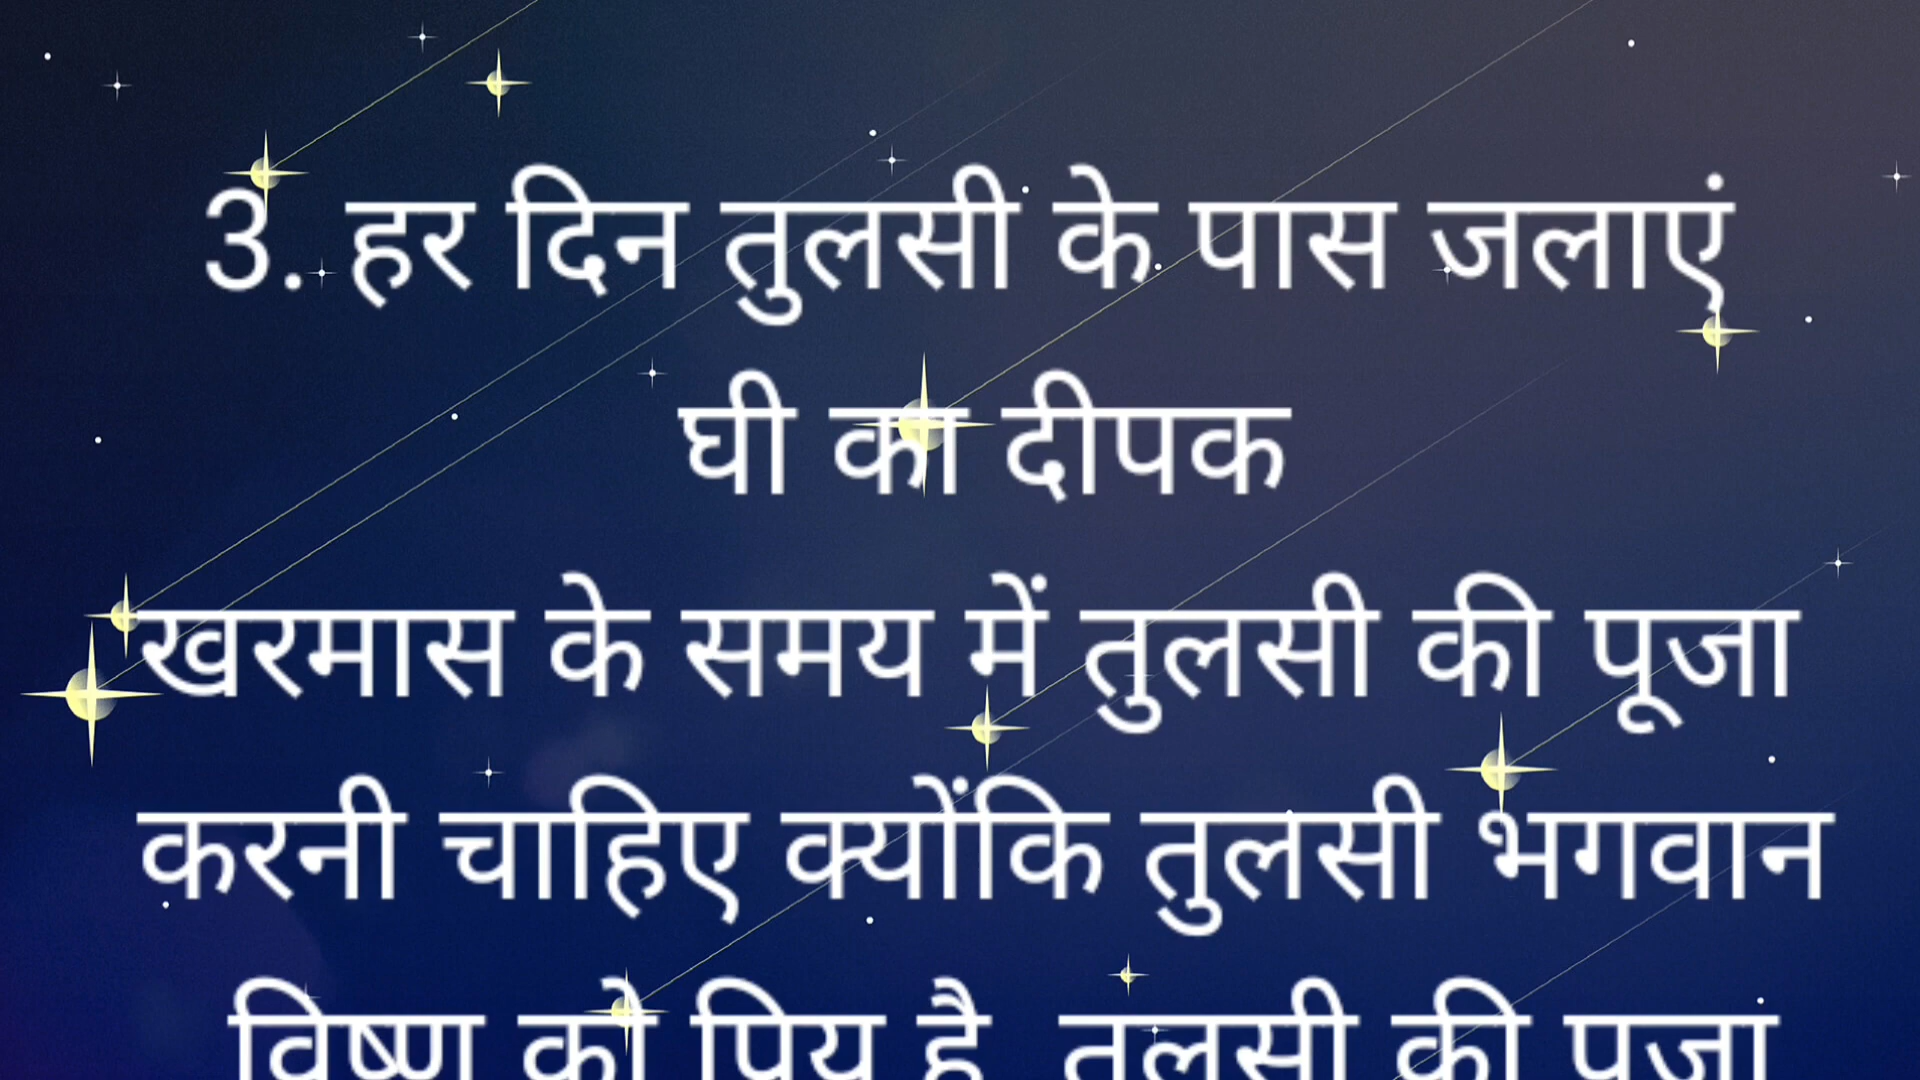 3. हर दिन तुलसी के पास जलाएं
घी का दीपक
खरमास के समय में तुलसी की पूजा
करनी चाहिए क्योंकि तुलसी भगवान
विष्णु को प्रिय है तुलसी की पूजा